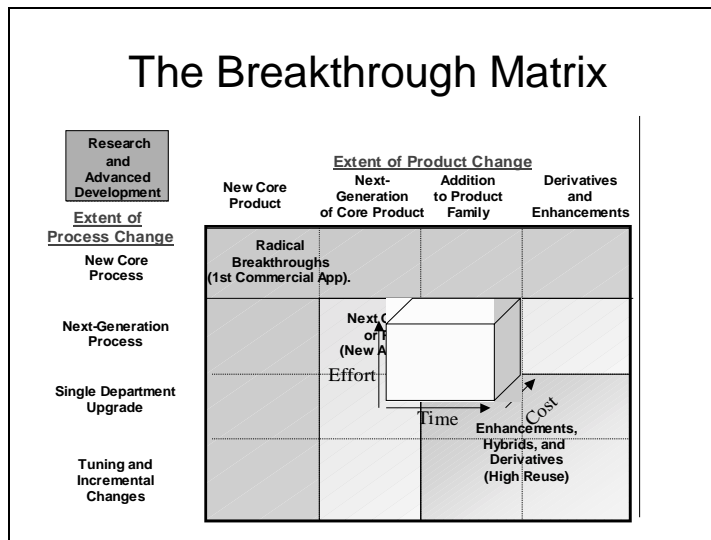 The Breakthrough Matrix
Research
and
Advanced
Development
Extent of Product Change
New Core
Product
Next-
Generation
of Core Product
Addition
to Product
Family
Derivatives
and
Enhancements
Extent of
Process Change
New Core
Process
Next-Generation
Process
Single Department
Upgrade
Tuning and
Incremental
Changes
Radical
Breakthroughs
(1st Commercial App).
Next
or
(New
Effort
Time
Cost
Enhancements,
Hybrids, and
Derivatives
(High Reuse)